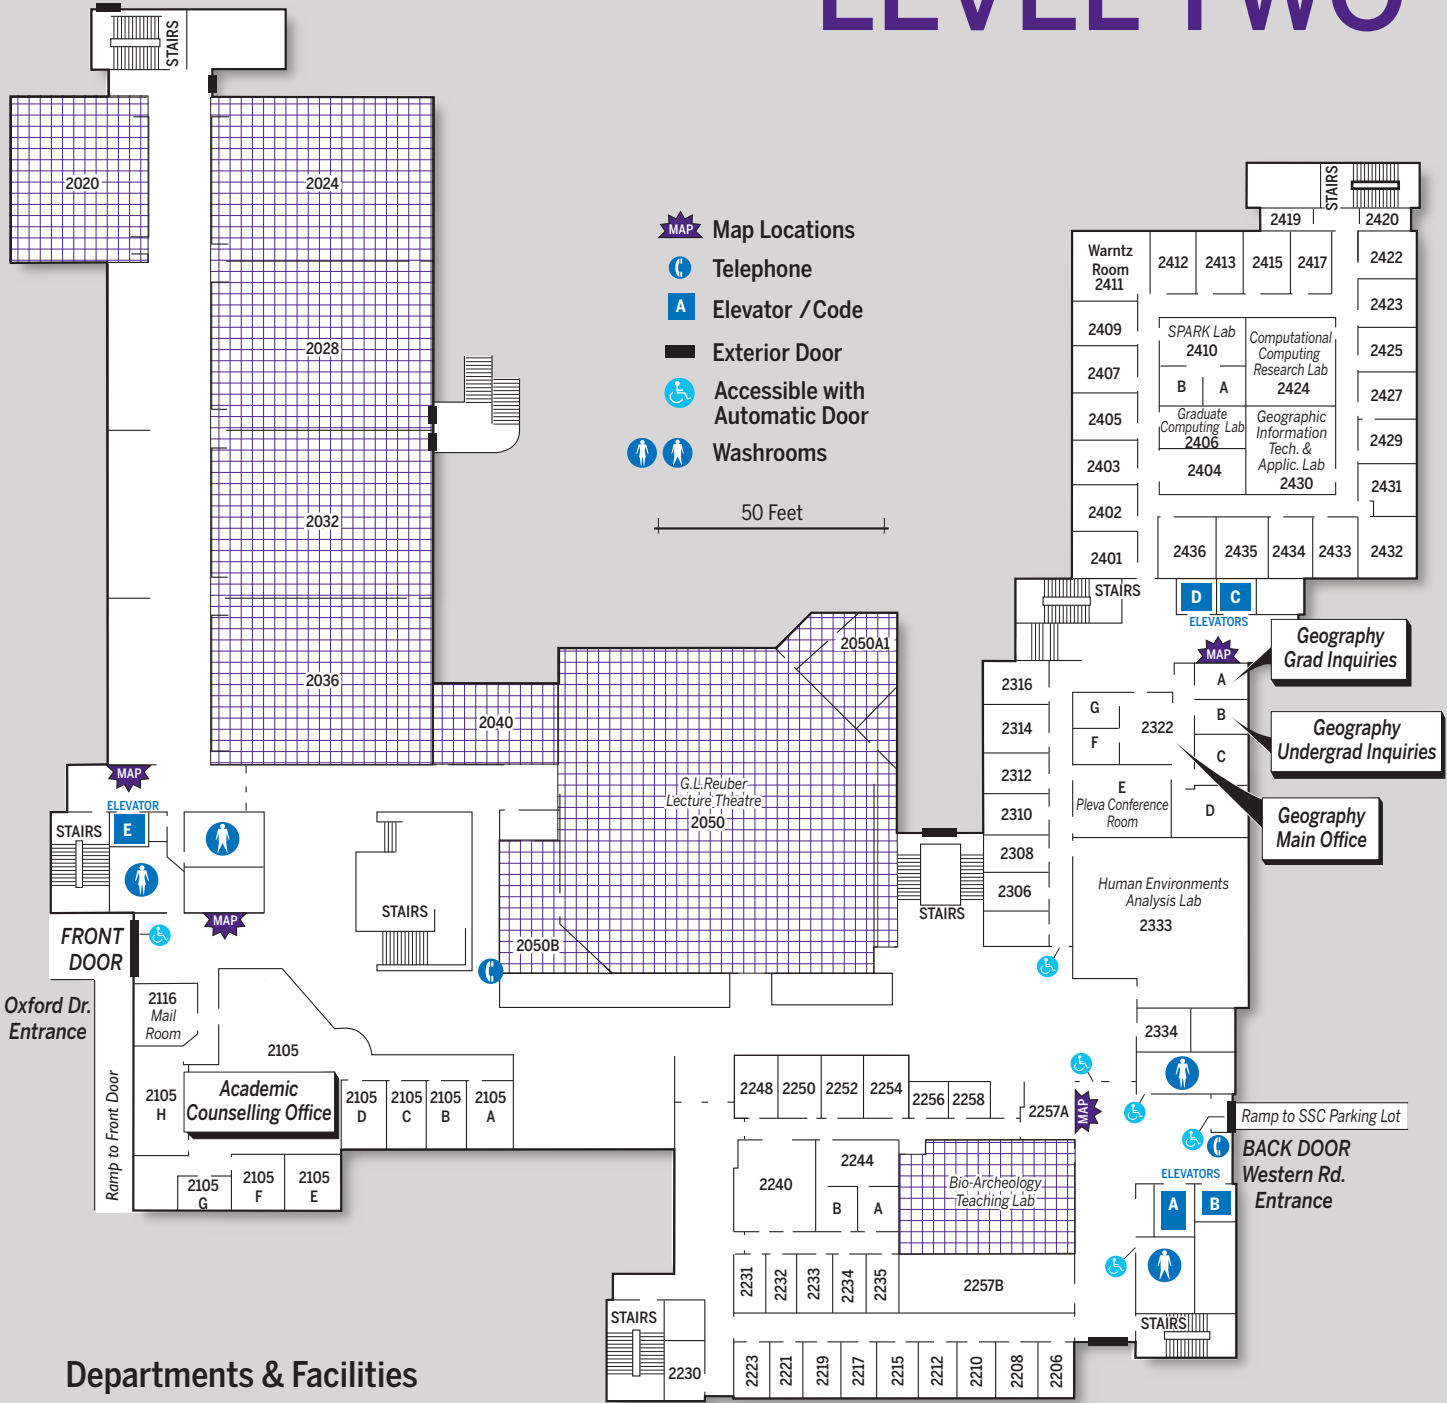 LEVEL TWO
STAIRS
2020
2024
2028
2032
2036
2040
MAP Map Locations
Telephone
A Elevator / Code
Exterior Door
Accessible with
Automatic Door
Washrooms
50 Feet
STAIRS
2419
2420
Warntz
Room
2411
2412
2413
2415
2417
2422
2423
2425
2427
2429
2431
2432
2409
2407
2405
2403
2402
2401
SPARK Lab
2410
B
A
Computational
Computing
Research Lab
2424
Graduate
Computing Lab
2406
2404
Geographic
Information
Tech. &
Applic. Lab
2430
2436
2435
2434
2433
STAIRS
D
C
ELEVATORS
MAP
Geography
Grad Inquiries
Geography
Undergrad Inquiries
Geography
Main Office
2316
2314
2312
2310
2308
2306
G
F
2322
A
B
C
D
E
Pleva Conference
Room
Human Environments
Analysis Lab
2333
2334
2050A1
G.L.Reuber
Lecture Theatre
2050
2050B
STAIRS
STAIRS
MAP
ELEVATOR
E
STAIRS
MAP
FRONT
DOOR
Oxford Dr.
Entrance
Ramp to Front Door
2116
Mail
Room
2105
2105
H
Academic
Counselling Office
2105
D
2105
C
2105
B
2105
A
2105
G
2105
F
2105
E
2248
2250
2252
2254
2256
2258
2257A
MAP
Ramp to SSC Parking Lot
BACK DOOR
Western Rd.
Entrance
ELEVATORS
A
B
2240
2244
B
A
Bio-Archeology
Teaching Lab
2231
2232
2233
2234
2235
2257B
STAIRS
STAIRS
2230
2223
2221
2219
2217
2215
2212
2210
2208
2206
Departments & Facilities